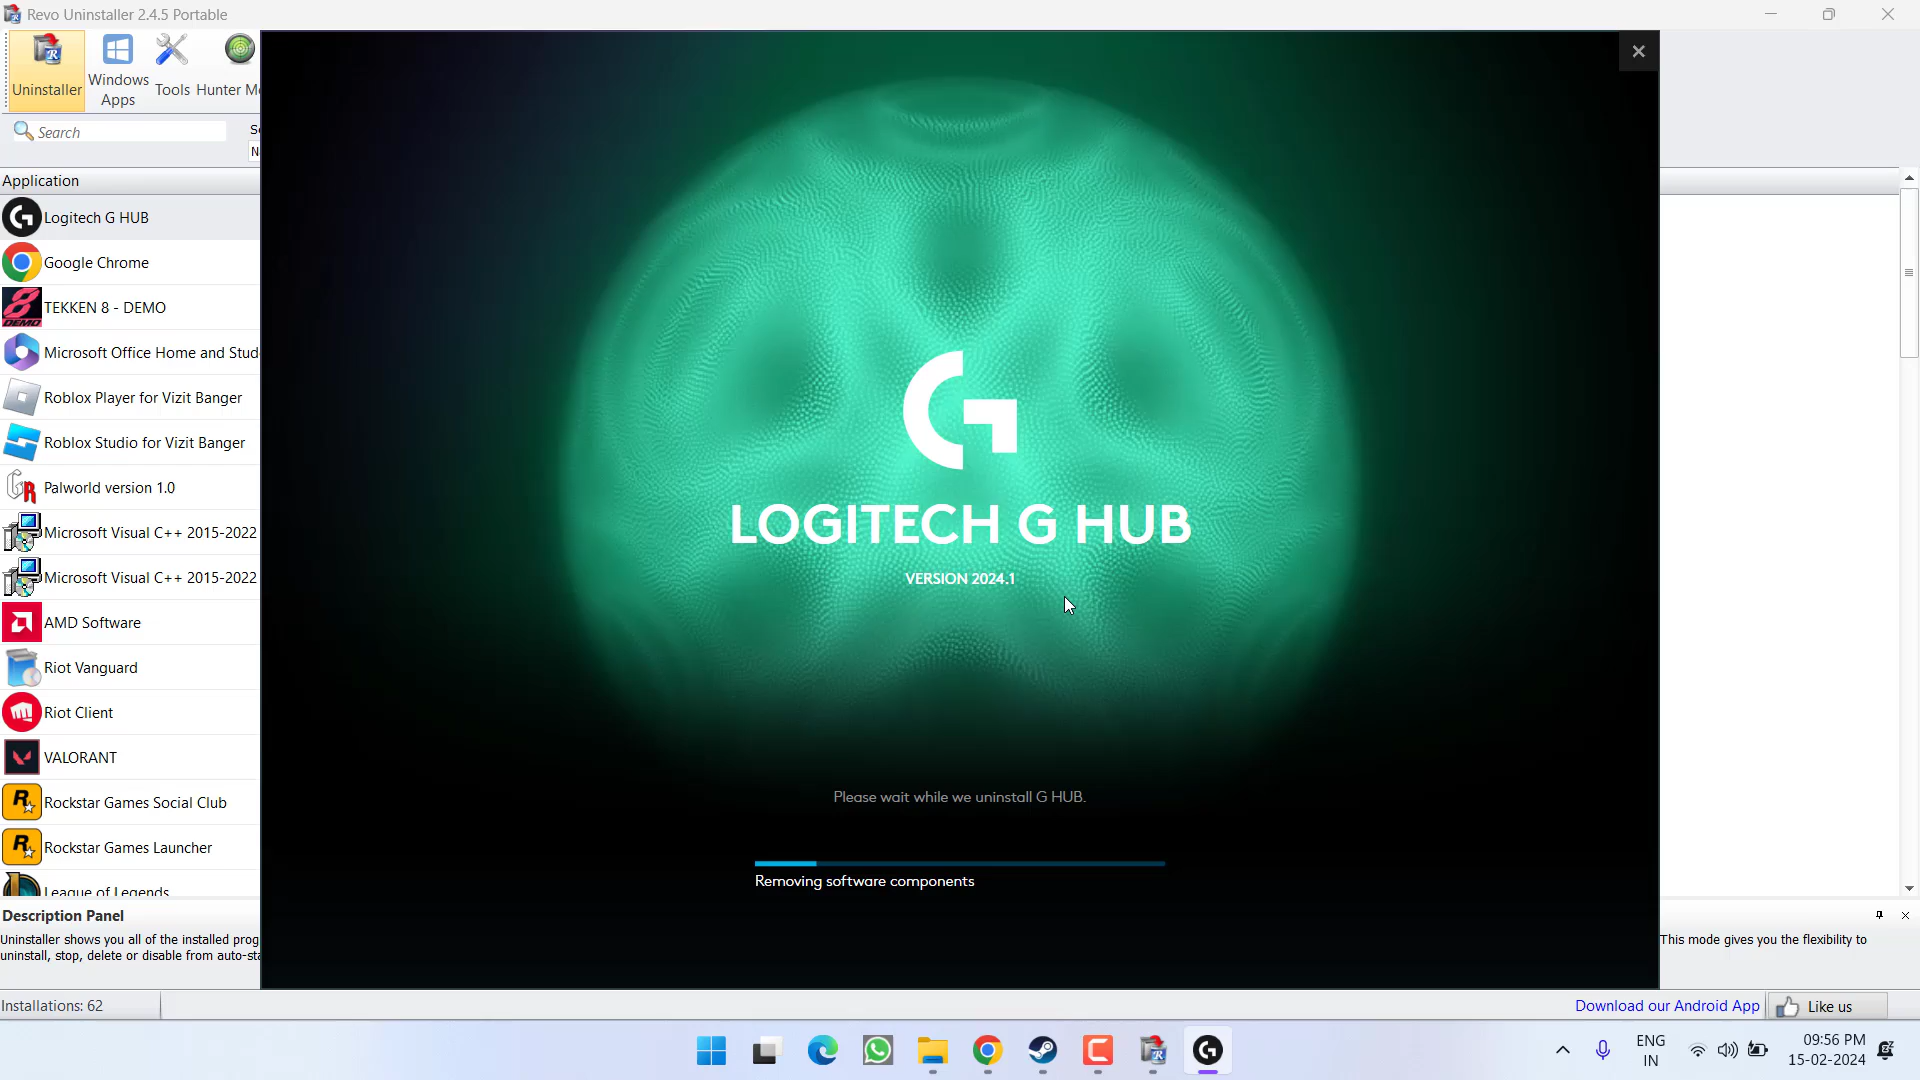 Revo Uninstaller 2.4.5 Portable
Uninstaller
Windows
Apps
Tools
Hunter M
Search
Application
Logitech G HUB
Google Chrome
TEKKEN 8 - DEMO
Microsoft Office Home and Stud
Roblox Player for Vizit Banger
Roblox Studio for Vizit Banger
Palworld version 1.0
Microsoft Visual C++ 2015-2022
Microsoft Visual C++ 2015-2022
AMD Software
Riot Vanguard
Riot Client
VALORANT
Rockstar Games Social Club
Rockstar Games Launcher
League of Legends
LOGITECH G HUB
VERSION 2024.1
Please wait while we uninstall G HUB.
Removing software components
Description Panel
Uninstaller shows you all of the installed prog
This mode gives you the flexibility to
uninstall, stop, delete or disable from auto-sta
Installations: 62
Download our Android App
Like us
ENG
IN
09:56 PM
15-02-2024